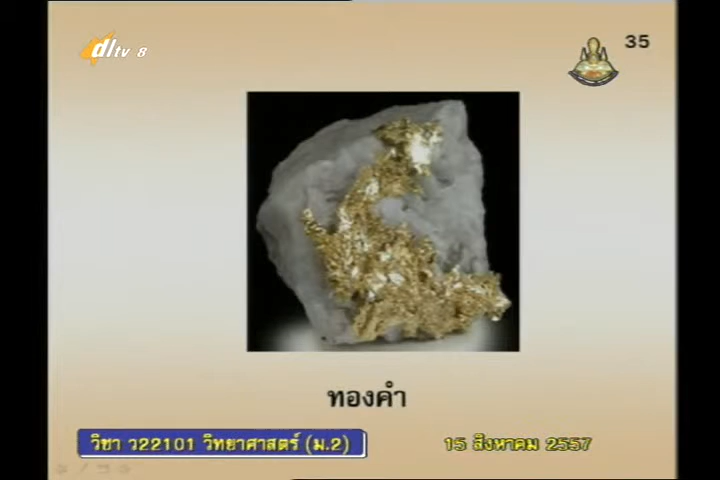 dltv 8
35
ทองคำ
วิชา ว22101 วิทยาศาสตร์ (ม.2)
15 สิงหาคม 2557